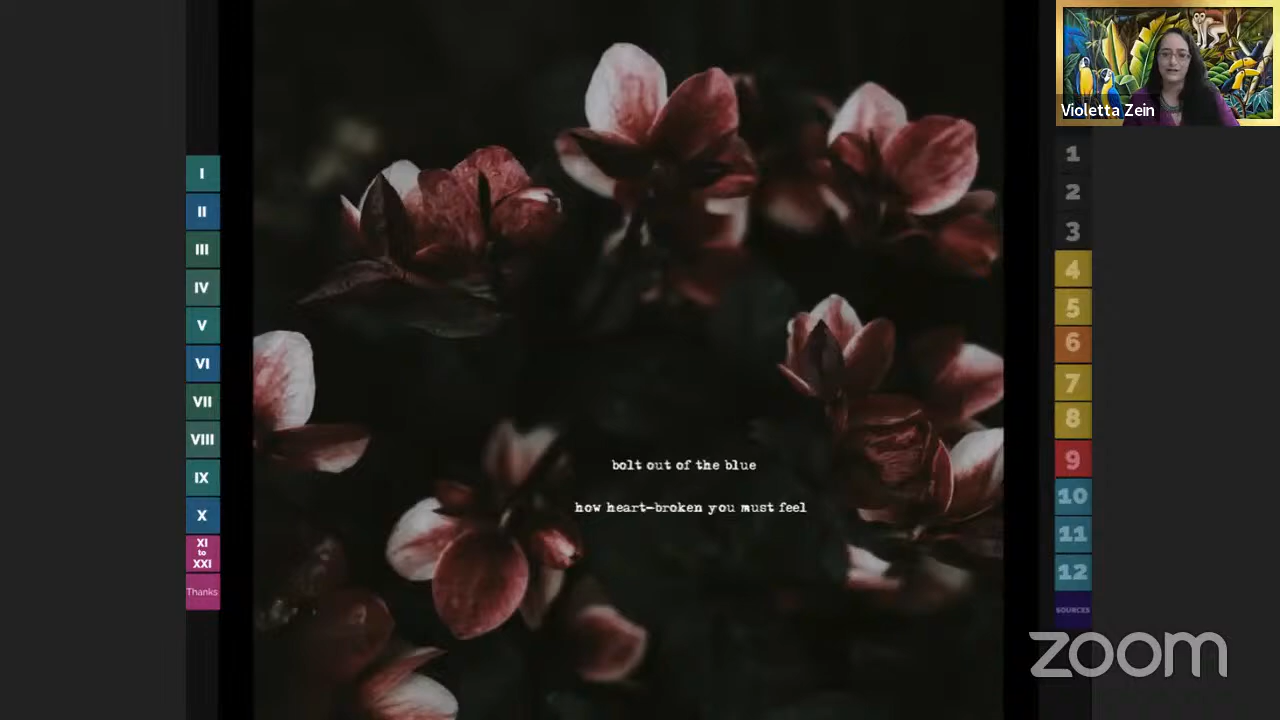 Violetta Zein
I
II
III
IV
V
VI
VII
VIII
IX
X
XI
to
XXI
Thanks
bolt out of the blue
how heart-broken you must feel
1
2
3
4
5
6
7
8
9
10
11
12
SOURCES
zoom